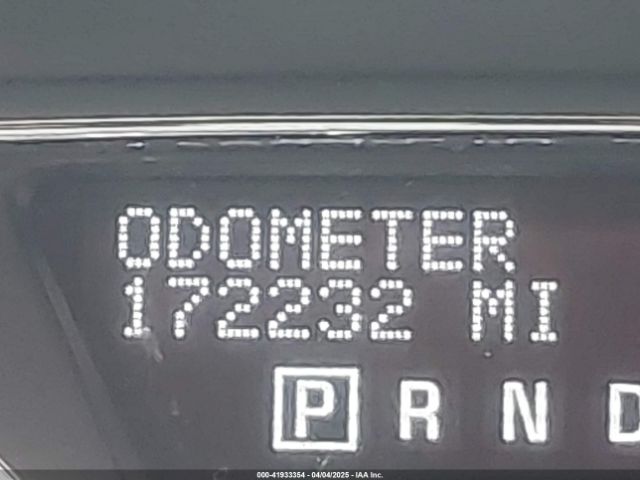 ODOMETER
172232 MI
P R N D
000-41933354 - 04/04/2025 - IAA Inc.